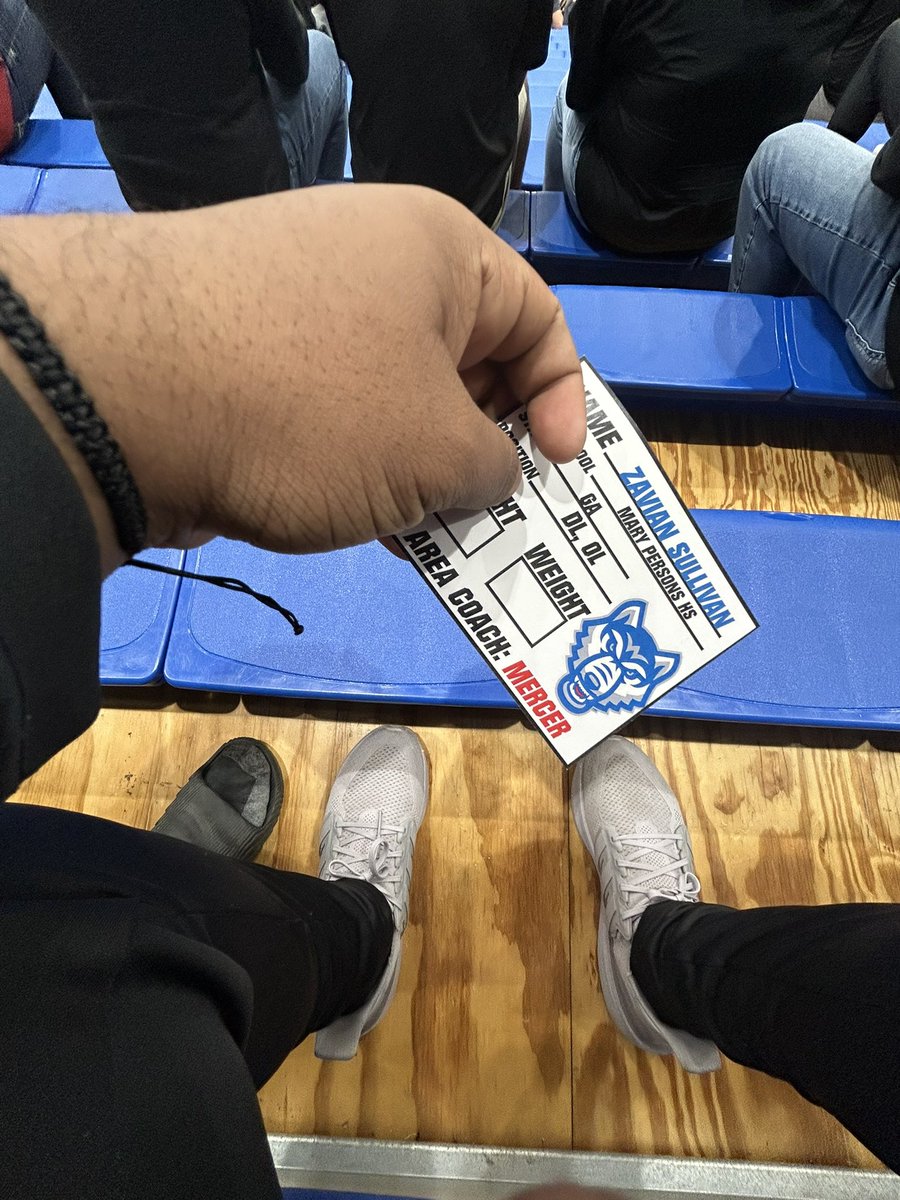 NAME ZAVIAN SULLIVAN
MARY PERSONS HS
GA
DL, OL
WEIGHT
AREA COACH: MERCER